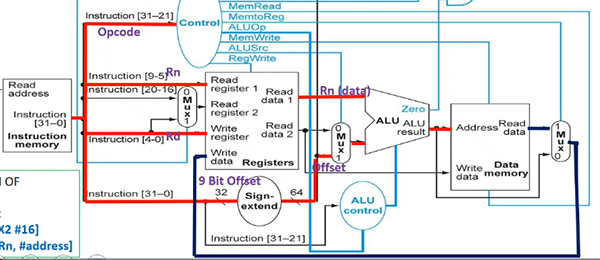 MemRead
Instruction [31–21]
MemtoReg
Control
ALUOp
Opcode
MemWrite
ALUSrc
RegWrite
Instruction [9-5]
Rn
Read
address
Instruction [20-16]
Read
register 1
Read
data 1
Rn (data)
0
Mux
1
Read
register 2
Zero
Instruction
[31–0]
Instruction
memory
ALU
ALU
result
Address
Read
data
1
Mux
0
Instruction [4-0]
Rd
Write
register
Read
data 2
0
Mux
1
Write
data
Registers
Write
data
Data
memory
Offset
9 Bit Offset
Instruction [31–0]
32
Sign-
extend
64
ALU
control
Instruction [31–21]
OF
X2 #16]
Rn, #address]